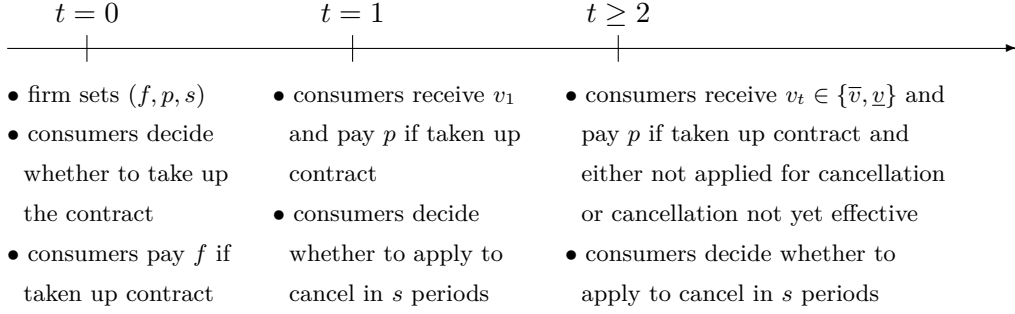 t = 0
t = 1
t ≥ 2
• firm sets (f, p, s)
• consumers decide
whether to take up
the contract
• consumers pay f if
taken up contract
• consumers receive v₁
and pay p if taken up
contract
• consumers decide
whether to apply to
cancel in s periods
• consumers receive vₜ ∈ {v̅, v̲} and
pay p if taken up contract and
either not applied for cancellation
or cancellation not yet effective
• consumers decide whether to
apply to cancel in s periods